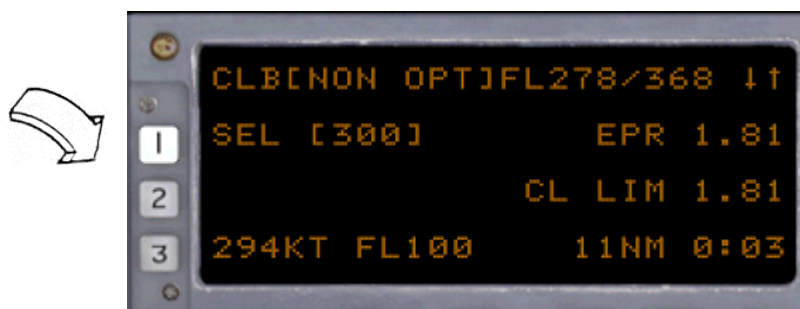 CLB[NON OPT]FL278/368 ↓↑
1 SEL [300] EPR 1.81
2 CL LIM 1.81
3 294KT FL100 11NM 0:03